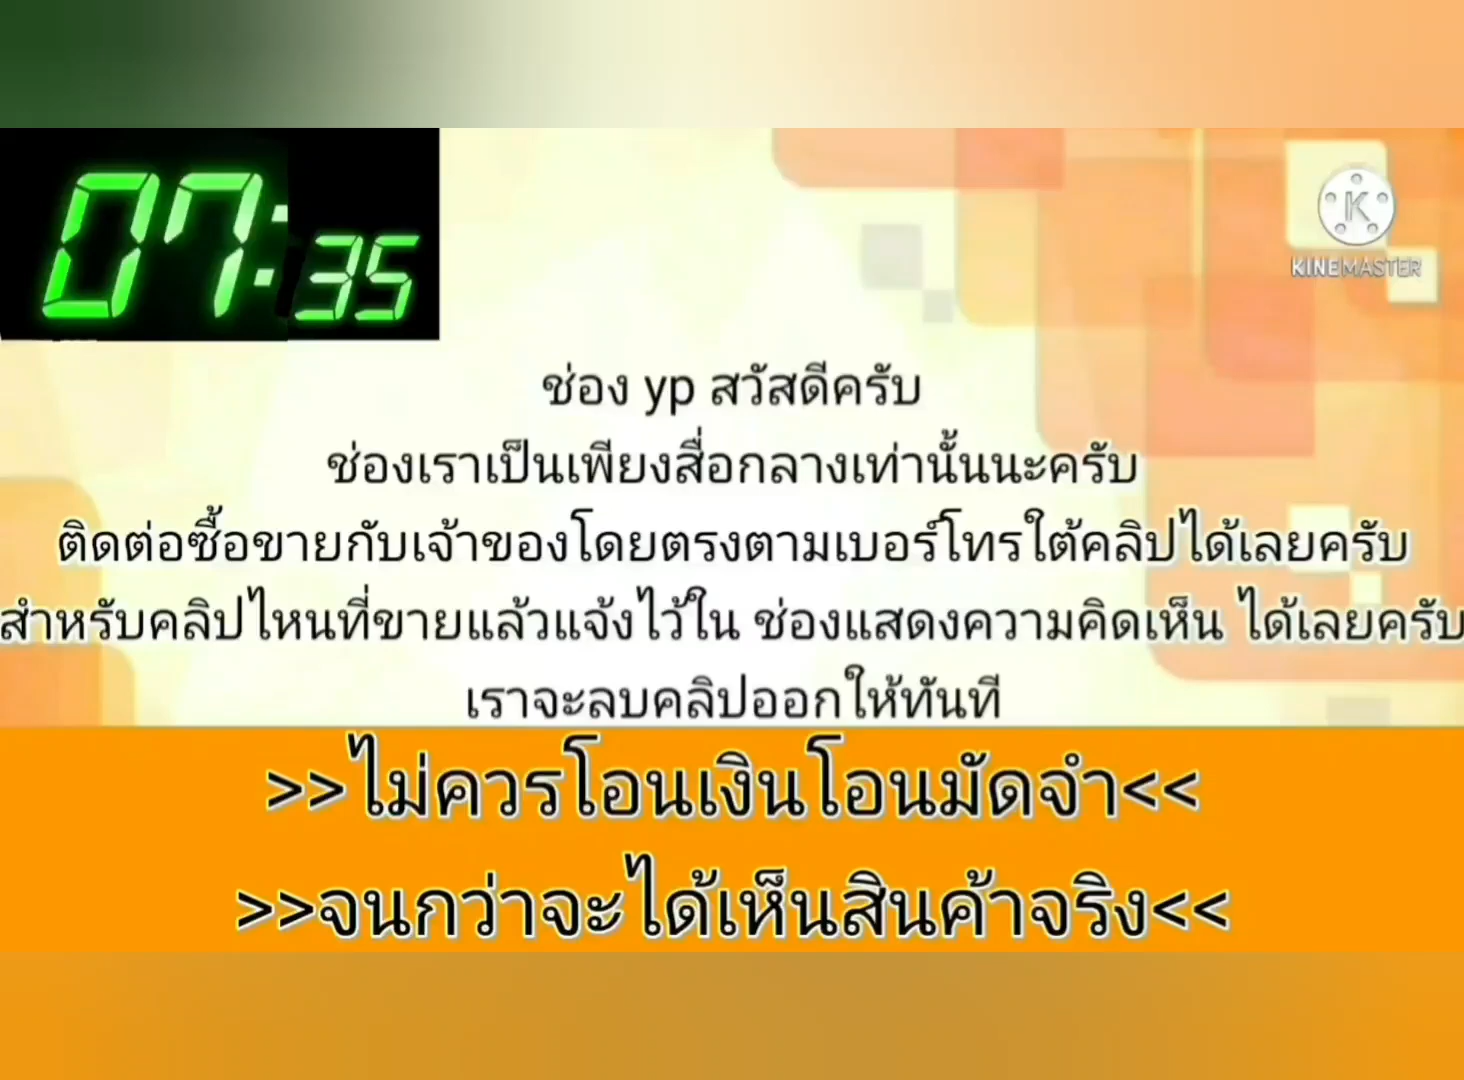 07:35
KINEMASTER
ช่อง yp สวัสดีครับ
ช่องเราเป็นเพียงสื่อกลางเท่านั้นนะครับ
ติดต่อซื้อขายกับเจ้าของโดยตรงตามเบอร์โทรใต้คลิปได้เลยครับ
สำหรับคลิปไหนที่ขายแล้วแจ้งไว้ใน ช่องแสดงความคิดเห็น ได้เลยครับ
เราจะลบคลิปออกให้ทันที
>>ไม่ควรโอนเงินโอนมัดจำ<<
>>จนกว่าจะได้เห็นสินค้าจริง<<